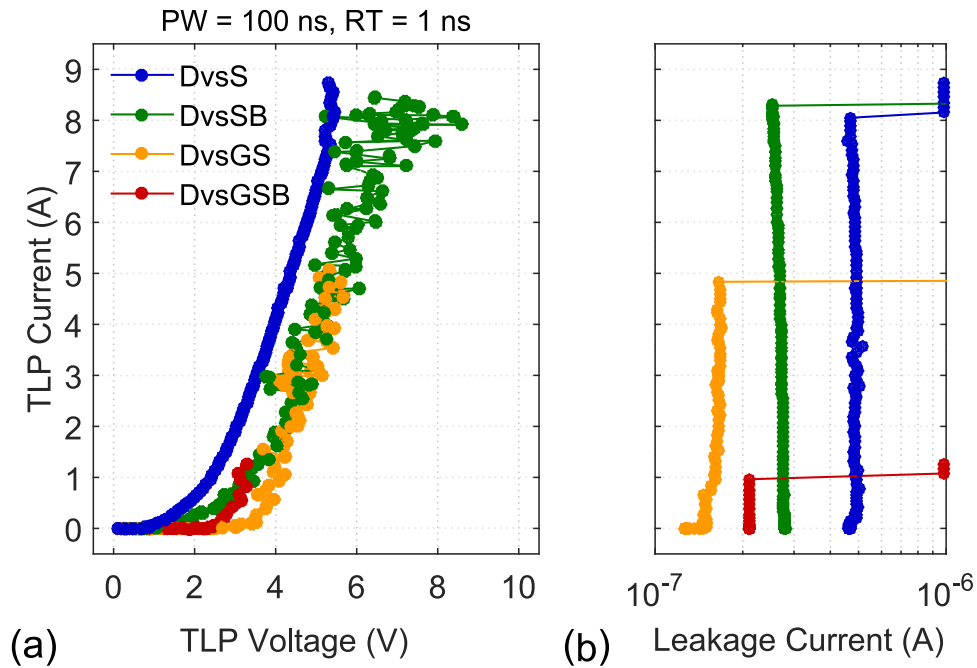 PW = 100 ns, RT = 1 ns
TLP Current (A)
9
8
7
6
5
4
3
2
1
0
DvsS
DvsSB
DvsGS
DvsGSB
0 2 4 6 8 10
10-7 10-6
(a) TLP Voltage (V) (b) Leakage Current (A)